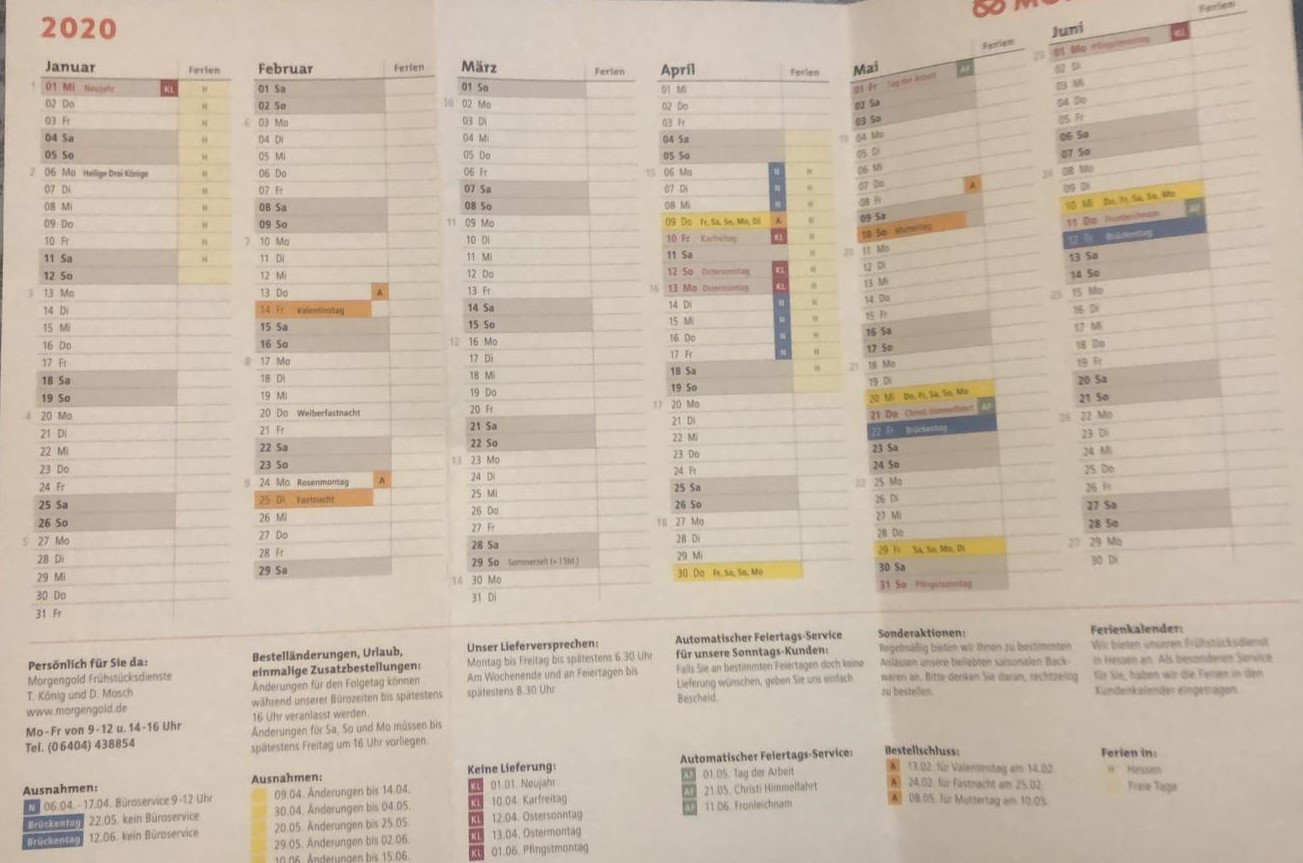 2020
Januar Ferien
1 01 Mi Neujahr KL H
02 Do H
03 Fr H
04 Sa H
05 So H
2 06 Mo Heilige Drei Könige H
07 Di H
08 Mi H
09 Do H
10 Fr H
11 Sa H
12 So
3 13 Mo
14 Di
15 Mi
16 Do
17 Fr
18 Sa
19 So
4 20 Mo
21 Di
22 Mi
23 Do
24 Fr
25 Sa
26 So
5 27 Mo
28 Di
29 Mi
30 Do
31 Fr
Februar Ferien
01 Sa
02 So
6 03 Mo
04 Di
05 Mi
06 Do
07 Fr
08 Sa
09 So
7 10 Mo
11 Di
12 Mi
13 Do A
14 Fr Valentinstag
15 Sa
16 So
8 17 Mo
18 Di
19 Mi
20 Do Weiberfastnacht
21 Fr
22 Sa
23 So
9 24 Mo Rosenmontag A
25 Di Fastnacht
26 Mi
27 Do
28 Fr
29 Sa
März Ferien
01 So
10 02 Mo
03 Di
04 Mi
05 Do
06 Fr
07 Sa
08 So
11 09 Mo
10 Di
11 Mi
12 Do
13 Fr
14 Sa
15 So
12 16 Mo
17 Di
18 Mi
19 Do
20 Fr
21 Sa
22 So
13 23 Mo
24 Di
25 Mi
26 Do
27 Fr
28 Sa
29 So Sommerzeit (+ 1 Std.)
14 30 Mo
31 Di
April Ferien
01 Mi
02 Do
03 Fr
04 Sa
05 So
15 06 Mo N H
07 Di N H
08 Mi N H
09 Do Fr, Sa, So, Mo, Di A H
10 Fr Karfreitag KL H
11 Sa H
12 So Ostersonntag KL H
16 13 Mo Ostermontag KL H
14 Di N H
15 Mi N H
16 Do N H
17 Fr N H
18 Sa H
19 So
17 20 Mo
21 Di
22 Mi
23 Do
24 Fr
25 Sa
26 So
18 27 Mo
28 Di
29 Mi
30 Do Fr, Sa, So, Mo
Mai Ferien
01 Fr Tag der Arbeit AF
02 Sa
03 So
19 04 Mo
05 Di
06 Mi
07 Do A
08 Fr
09 Sa
10 So Muttertag
20 11 Mo
12 Di
13 Mi
14 Do
15 Fr
16 Sa
17 So
21 18 Mo
19 Di
20 Mi Do, Fr, Sa, So, Mo
21 Do Christi Himmelfahrt AF
22 Fr Brückentag
23 Sa
24 So
22 25 Mo
26 Di
27 Mi
28 Do
29 Fr Sa, So, Mo, Di
30 Sa
31 So Pfingstsonntag
Juni Ferien
23 01 Mo Pfingstmontag KL
02 Di
03 Mi
04 Do
05 Fr
06 Sa
07 So
24 08 Mo
09 Di
10 Mi Do, Fr, Sa, So, Mo
11 Do Fronleichnam AF
12 Fr Brückentag
13 Sa
14 So
25 15 Mo
16 Di
17 Mi
18 Do
19 Fr
20 Sa
21 So
26 22 Mo
23 Di
24 Mi
25 Do
26 Fr
27 Sa
28 So
27 29 Mo
30 Di
Persönlich für Sie da:
Morgengold Frühstücksdienste
T. König und D. Mosch
www.morgengold.de
Mo-Fr von 9-12 u. 14-16 Uhr
Tel. (06404) 438854
Ausnahmen:
N 06.04. - 17.04. Büroservice 9-12 Uhr
Brückentag 22.05. kein Büroservice
Brückentag 12.06. kein Büroservice
Bestelländerungen, Urlaub,
einmalige Zusatzbestellungen:
Änderungen für den Folgetag können
während unserer Bürozeiten bis spätestens
16 Uhr veranlasst werden.
Änderungen für Sa, So und Mo müssen bis
spätestens Freitag um 16 Uhr vorliegen.
Ausnahmen:
09.04. Änderungen bis 14.04.
30.04. Änderungen bis 04.05.
20.05. Änderungen bis 25.05.
29.05. Änderungen bis 02.06.
10.06. Änderungen bis 15.06.
Unser Lieferversprechen:
Montag bis Freitag bis spätestens 6.30 Uhr
Am Wochenende und an Feiertagen bis
spätestens 8.30 Uhr
Keine Lieferung:
KL 01.01. Neujahr
KL 10.04. Karfreitag
KL 12.04. Ostersonntag
KL 13.04. Ostermontag
KL 01.06. Pfingstmontag
Automatischer Feiertags-Service
für unsere Sonntags-Kunden:
Falls Sie an bestimmten Feiertagen doch keine
Lieferung wünschen, geben Sie uns einfach
Bescheid.
Automatischer Feiertags-Service:
AF 01.05. Tag der Arbeit
AF 21.05. Christi Himmelfahrt
AF 11.06. Fronleichnam
Sonderaktionen:
Regelmäßig bieten wir Ihnen zu bestimmten
Anlässen unsere beliebten saisonalen Back-
waren an. Bitte denken Sie daran, rechtzeitig
zu bestellen.
Bestellschluss:
A 13.02. für Valentinstag am 14.02.
A 24.02. für Fastnacht am 25.02.
A 08.05. für Muttertag am 10.05.
Ferienkalender:
Wir bieten unseren Frühstücksdienst
in Hessen an. Als besonderen Service
für Sie, haben wir die Ferien in den
Kundenkalender eingetragen.
Ferien in:
H Hessen
Freie Tage